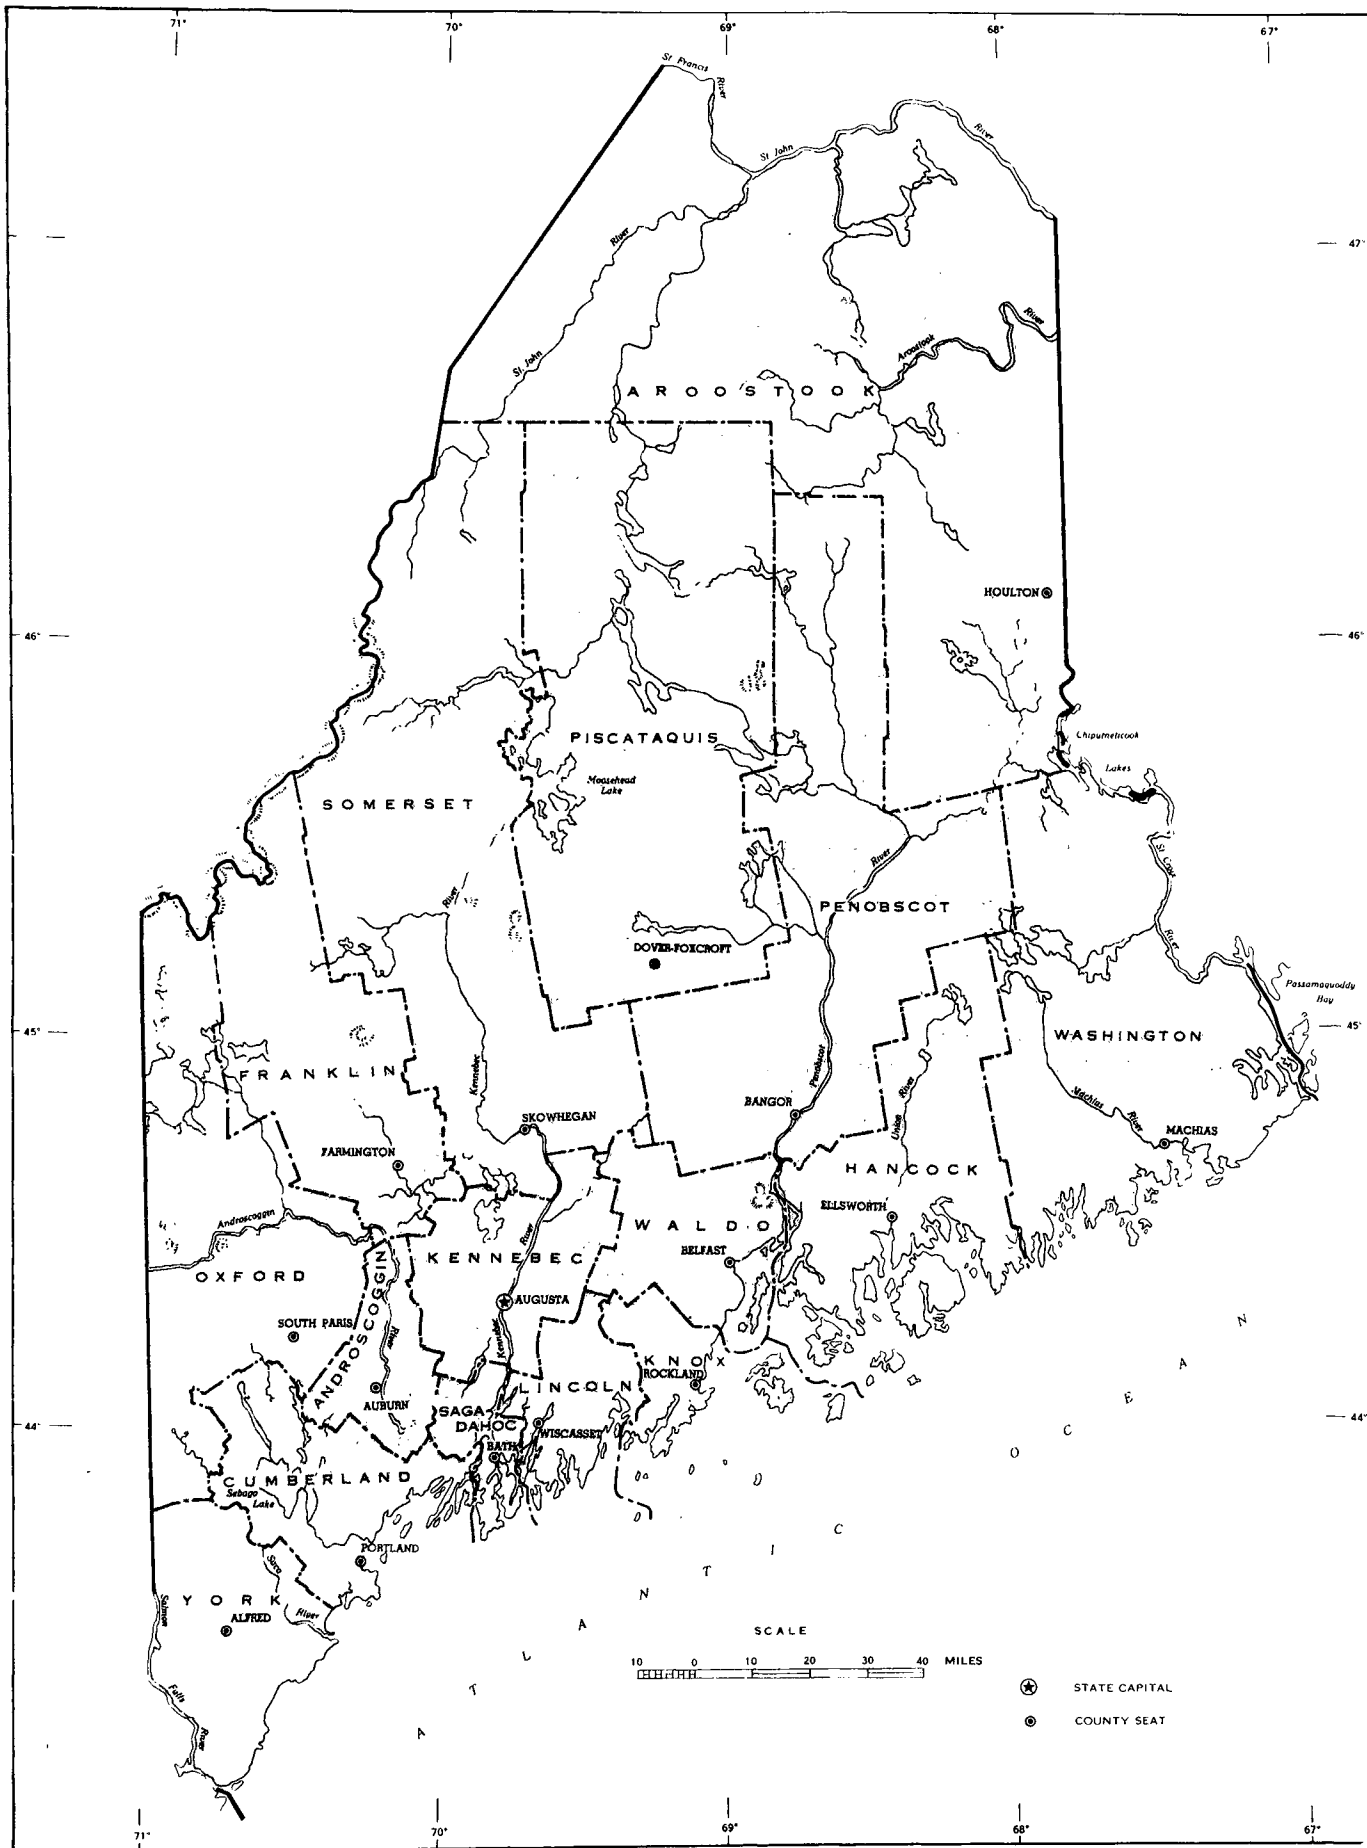 71° 70° 69° 68° 67°
St Francis
River
St John
River
River
47°
River
St. John
Aroostook
AROOSTOOK
HOULTON
46° 46°
PISCATAQUIS
Chiputneticook
Lakes
Moosehead
Lake
SOMERSET
St Croix
River
River
River
PENOBSCOT
DOVER-FOXCROFT
Passamaquoddy
Bay
45° 45°
WASHINGTON
Penobscot
FRANKLIN
Kennebec
Union
River
Machias
River
BANGOR
SKOWHEGAN
MACHIAS
FARMINGTON
HANCOCK
Androscoggin
ELLSWORTH
WALDO
River
KENNEBEC
BELFAST
OXFORD
AUGUSTA
SOUTH PARIS
ANDROSCOGGIN
River
Kennebec
KNOX
ROCKLAND
LINCOLN
AUBURN
SAGA
DAHOC
WISCASSET
44° 44°
BATH
CUMBERLAND
Sebago
Lake
PORTLAND
Saco
River
YORK
ALFRED
Salmon
Falls
River
ATLANTIC OCEAN
SCALE
10 0 10 20 30 40 MILES
STATE CAPITAL
COUNTY SEAT
71° 70° 69° 68° 67°